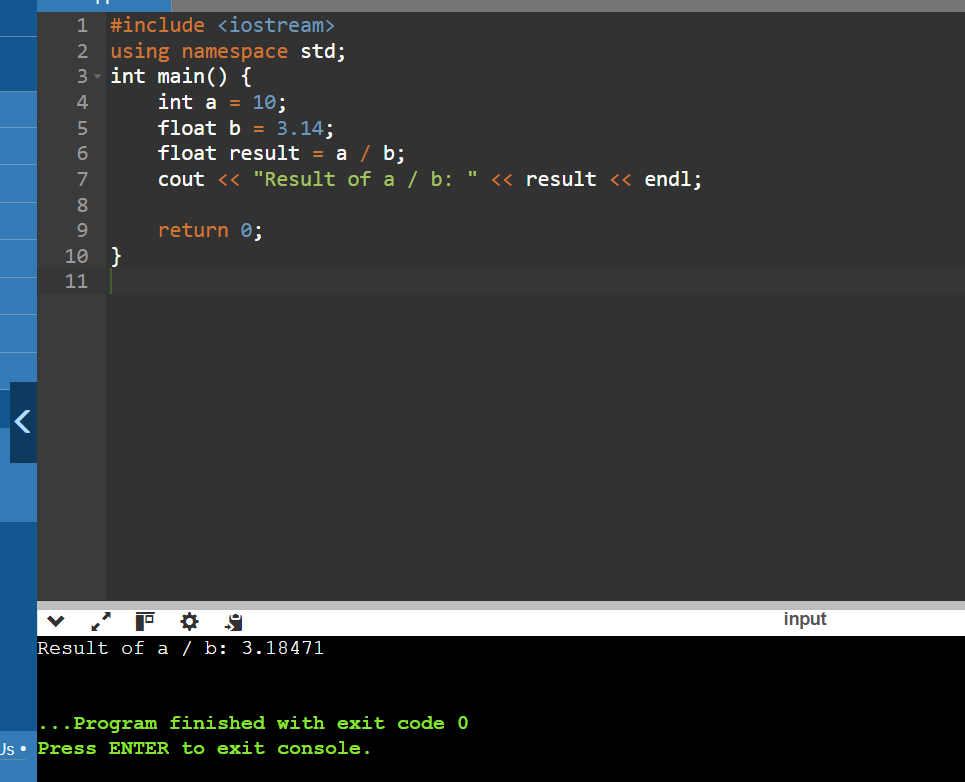 1 #include <iostream>
2 using namespace std;
3 int main() {
4     int a = 10;
5     float b = 3.14;
6     float result = a / b;
7     cout << "Result of a / b: " << result << endl;
8
9     return 0;
10 }
11
input
Result of a / b: 3.18471
...Program finished with exit code 0
Us • Press ENTER to exit console.